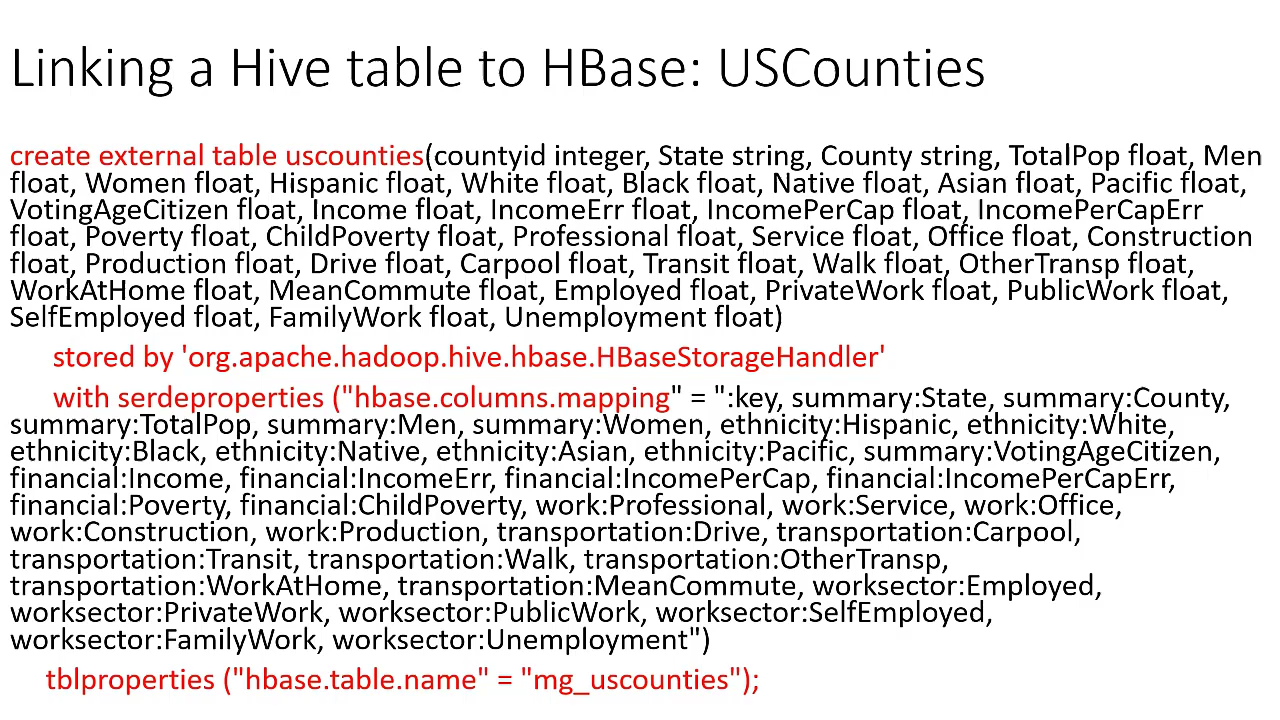 Linking a Hive table to HBase: USCounties
create external table uscounties(countyid integer, State string, County string, TotalPop float, Men
float, Women float, Hispanic float, White float, Black float, Native float, Asian float, Pacific float,
VotingAgeCitizen float, Income float, IncomeErr float, IncomePerCap float, IncomePerCapErr
float, Poverty float, ChildPoverty float, Professional float, Service float, Office float, Construction
float, Production float, Drive float, Carpool float, Transit float, Walk float, OtherTransp float,
WorkAtHome float, MeanCommute float, Employed float, PrivateWork float, PublicWork float,
SelfEmployed float, FamilyWork float, Unemployment float)
stored by 'org.apache.hadoop.hive.hbase.HBaseStorageHandler'
with serdeproperties ("hbase.columns.mapping" = ":key, summary:State, summary:County,
summary:TotalPop, summary:Men, summary:Women, ethnicity:Hispanic, ethnicity:White,
ethnicity:Black, ethnicity:Native, ethnicity:Asian, ethnicity:Pacific, summary:VotingAgeCitizen,
financial:Income, financial:IncomeErr, financial:IncomePerCap, financial:IncomePerCapErr,
financial:Poverty, financial:ChildPoverty, work:Professional, work:Service, work:Office,
work:Construction, work:Production, transportation:Drive, transportation:Carpool,
transportation:Transit, transportation:Walk, transportation:OtherTransp,
transportation:WorkAtHome, transportation:MeanCommute, worksector:Employed,
worksector:PrivateWork, worksector:PublicWork, worksector:SelfEmployed,
worksector:FamilyWork, worksector:Unemployment")
tblproperties ("hbase.table.name" = "mg_uscounties");